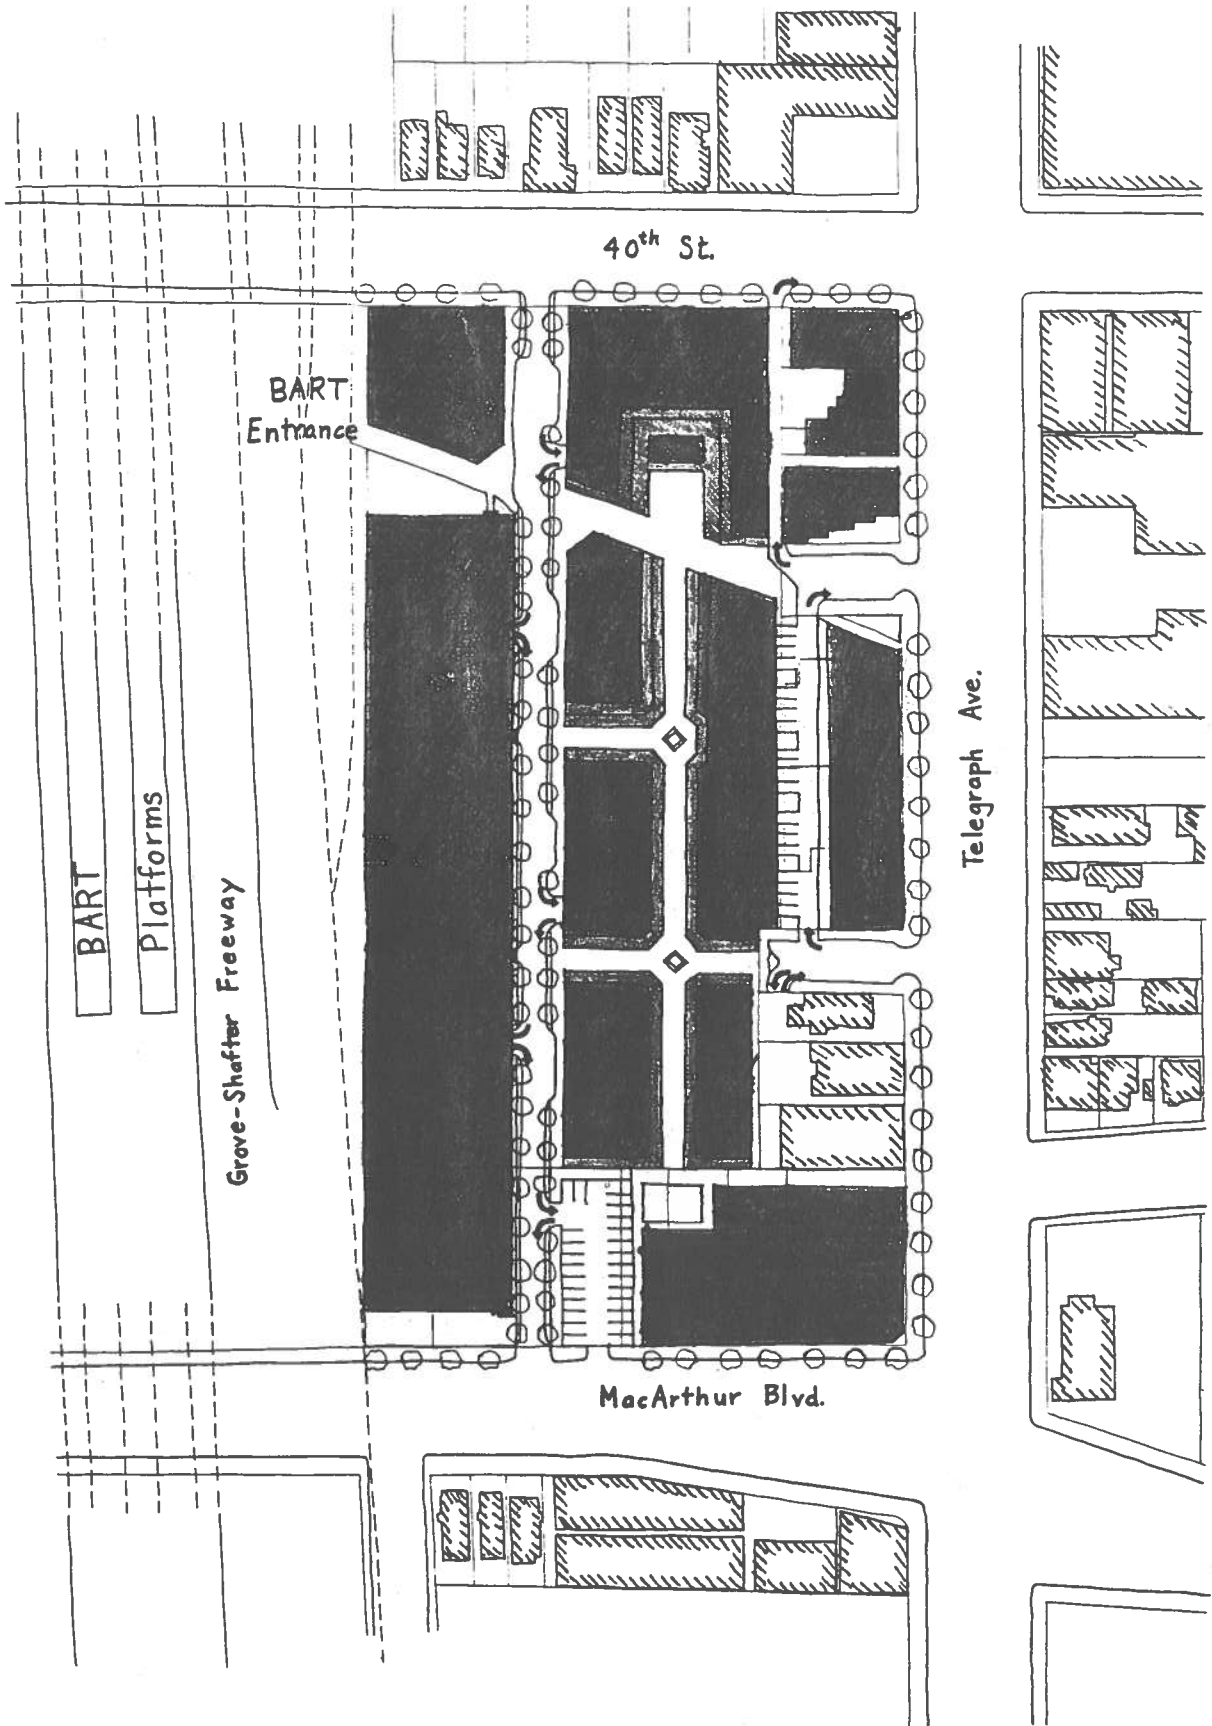 40th St.
BART
Entrance
Telegraph Ave.
BART
Platforms
Grove-Shafter Freeway
MacArthur Blvd.